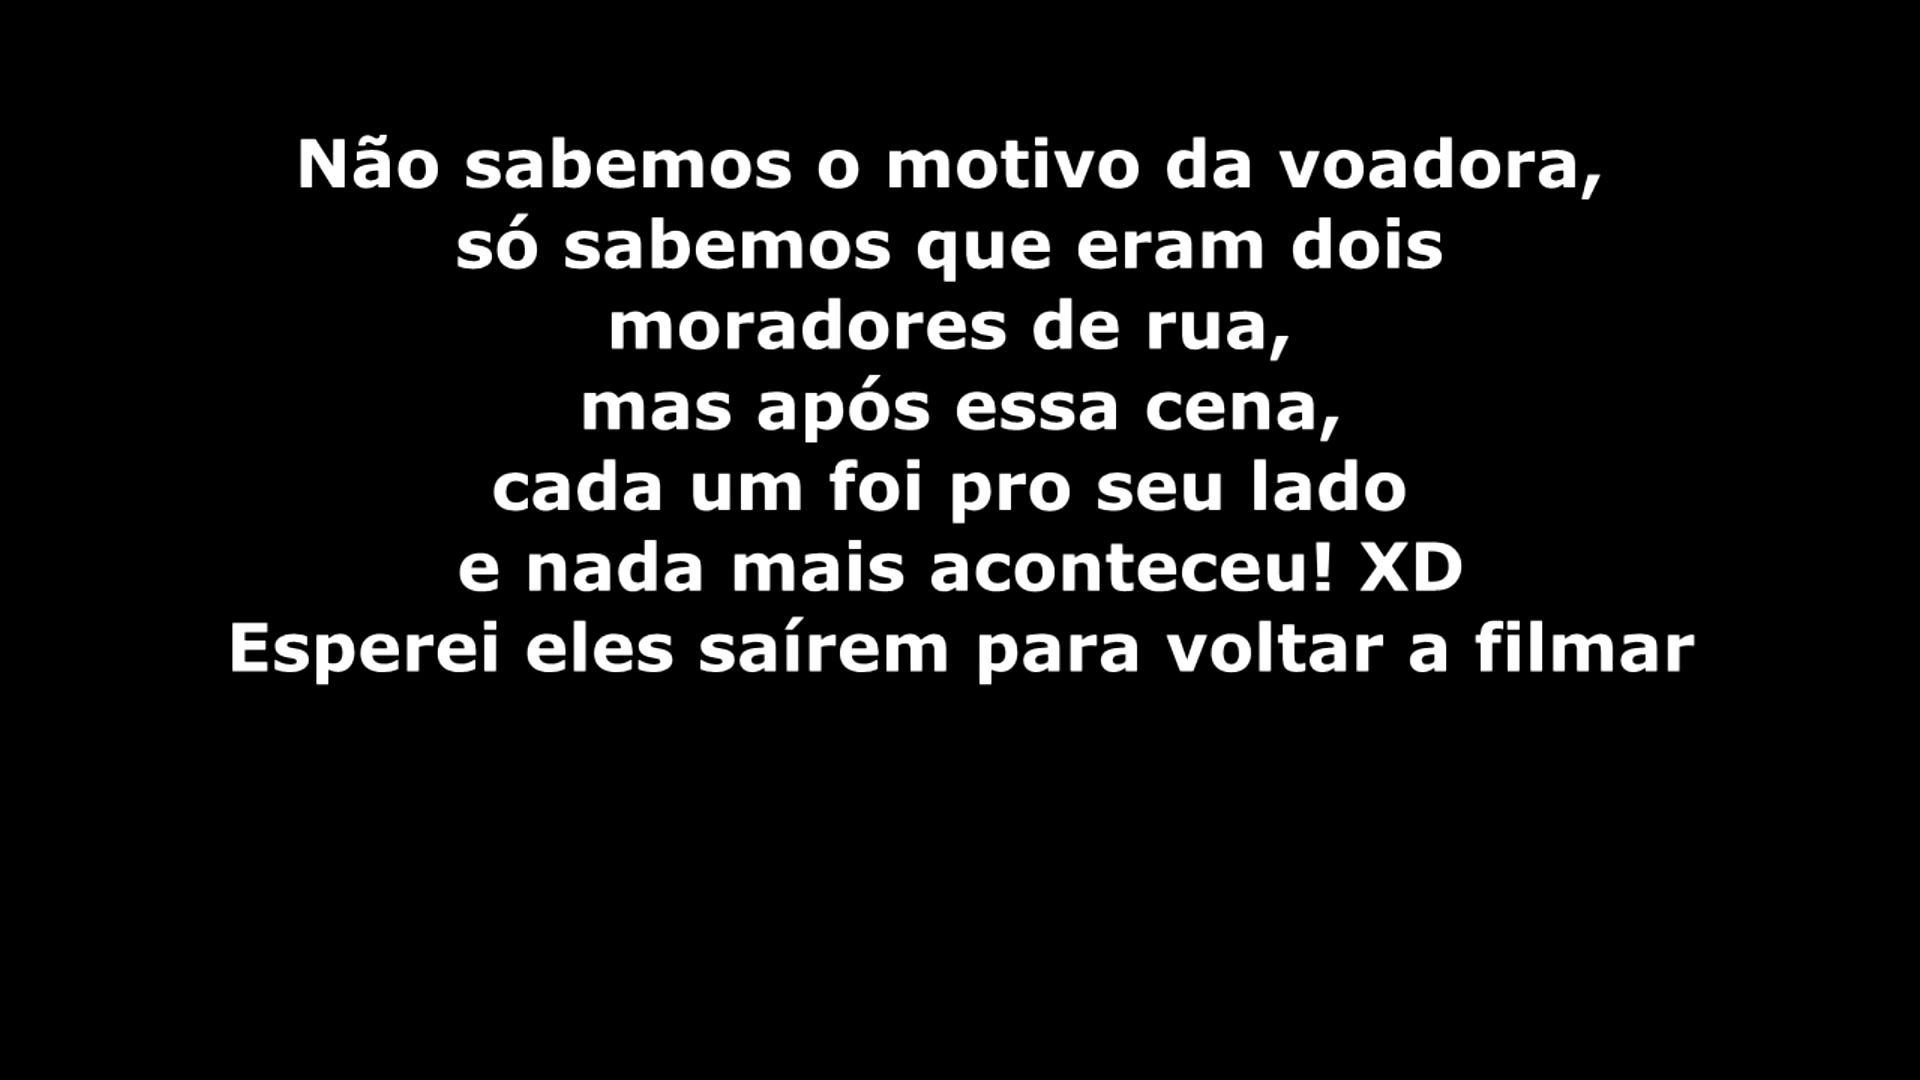 Não sabemos o motivo da voadora,
só sabemos que eram dois
moradores de rua,
mas após essa cena,
cada um foi pro seu lado
e nada mais aconteceu! XD
Esperei eles saírem para voltar a filmar